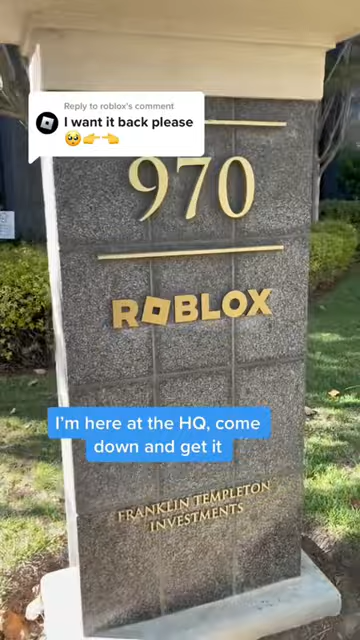 Reply to roblox's comment
I want it back please
🥺👉👈
970
ROBLOX
I'm here at the HQ, come
down and get it
FRANKLIN TEMPLETON
INVESTMENTS